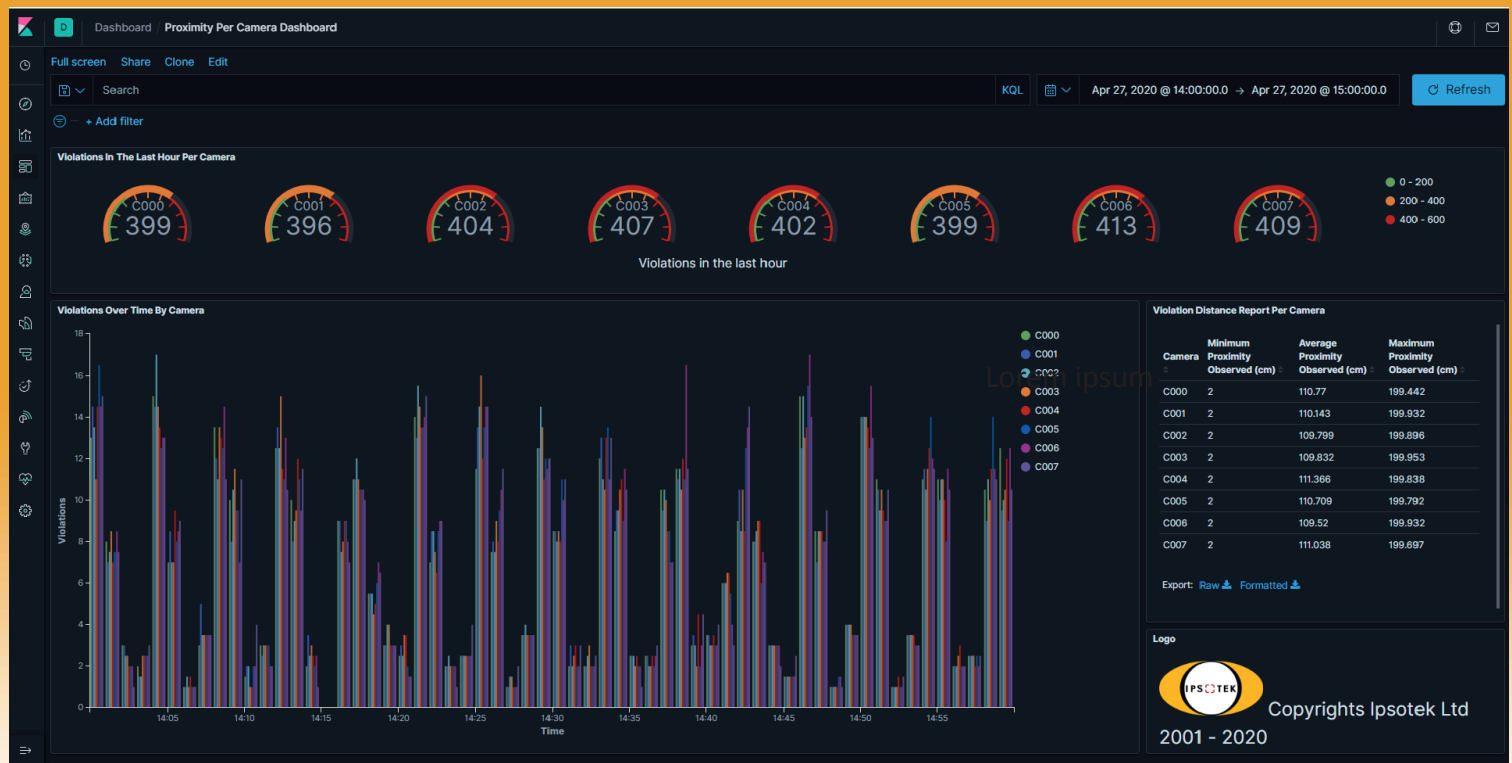 D Dashboard / Proximity Per Camera Dashboard
Full screen Share Clone Edit
Search KQL Apr 27, 2020 @ 14:00:00.0 → Apr 27, 2020 @ 15:00:00.0 Refresh
+ Add filter
Violations In The Last Hour Per Camera
C000 C001 C002 C003 C004 C005 C006 C007
399 396 404 407 402 399 413 409
0 - 200
200 - 400
400 - 600
Violations in the last hour
Violations Over Time By Camera
18
16
14
12
10
8
6
4
2
0
Violations
14:05 14:10 14:15 14:20 14:25 14:30 14:35 14:40 14:45 14:50 14:55
Time
C000
C001
C002
C003
C004
C005
C006
C007
Lorem ipsum
Violation Distance Report Per Camera
Camera Minimum Proximity Observed (cm) Average Proximity Observed (cm) Maximum Proximity Observed (cm)
C000 2 110.77 199.442
C001 2 110.143 199.932
C002 2 109.799 199.896
C003 2 109.832 199.953
C004 2 111.366 199.838
C005 2 110.709 199.792
C006 2 109.52 199.932
C007 2 111.038 199.697
Export: Raw Formatted
Logo
IPSOTEK
Copyrights Ipsotek Ltd
2001 - 2020